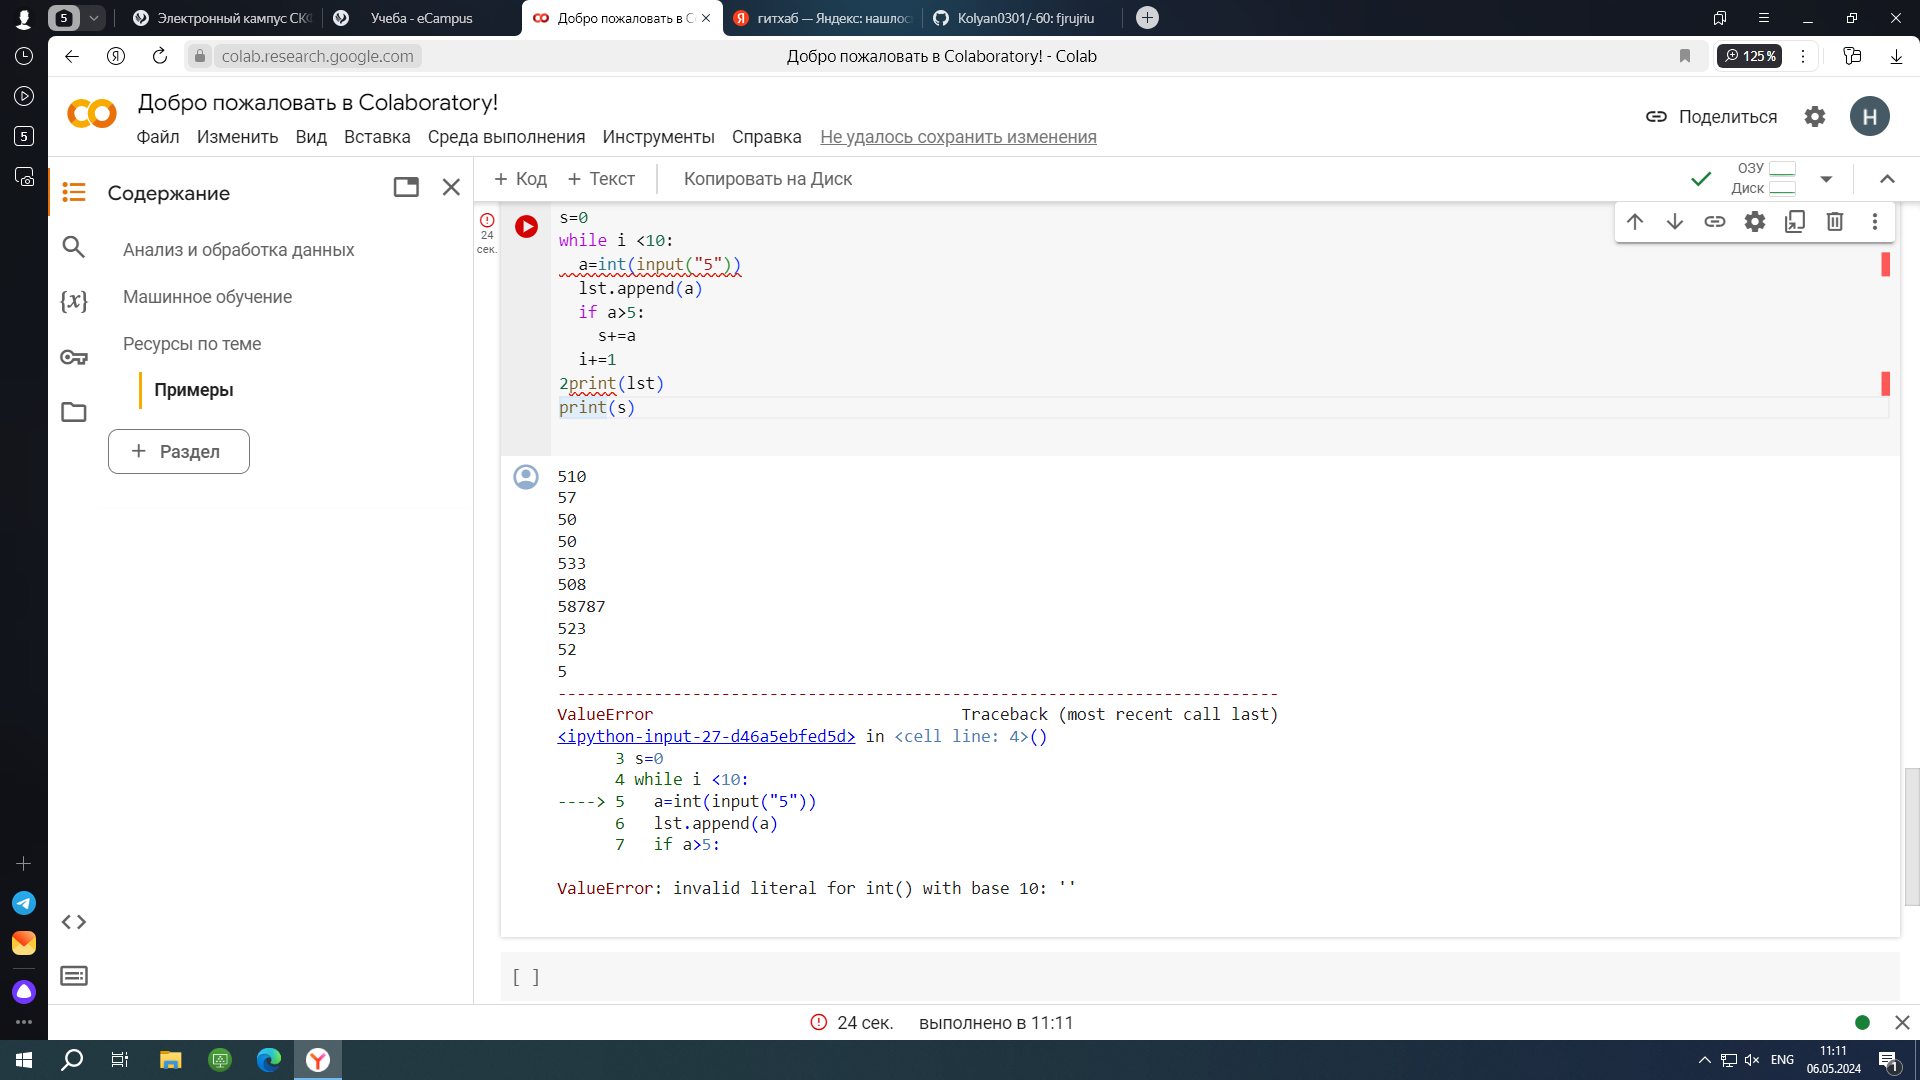 5
Электронный кампус СКФ
Учеба - eCampus
Добро пожаловать в C
гитхаб — Яндекс: нашлос
Kolyan0301/-60: fjrujriu
colab.research.google.com
Добро пожаловать в Colaboratory! - Colab
125 %
5
CO
Добро пожаловать в Colaboratory!
Файл Изменить Вид Вставка Среда выполнения Инструменты Справка Не удалось сохранить изменения
Поделиться
Н
Содержание
Анализ и обработка данных
Машинное обучение
Ресурсы по теме
Примеры
+ Раздел
{x}
+ Код + Текст Копировать на Диск
ОЗУ
Диск
24
сек.
s=0
while i <10:
  a=int(input("5"))
  lst.append(a)
  if a>5:
    s+=a
  i+=1
2print(lst)
print(s)
510
57
50
50
533
508
58787
523
52
5
---------------------------------------------------------------------------
ValueError                                Traceback (most recent call last)
<ipython-input-27-d46a5ebfed5d> in <cell line: 4>()
      3 s=0
      4 while i <10:
----> 5   a=int(input("5"))
      6   lst.append(a)
      7   if a>5:
ValueError: invalid literal for int() with base 10: ''
[ ]
24 сек. выполнено в 11:11
ENG
11:11
06.05.2024
1